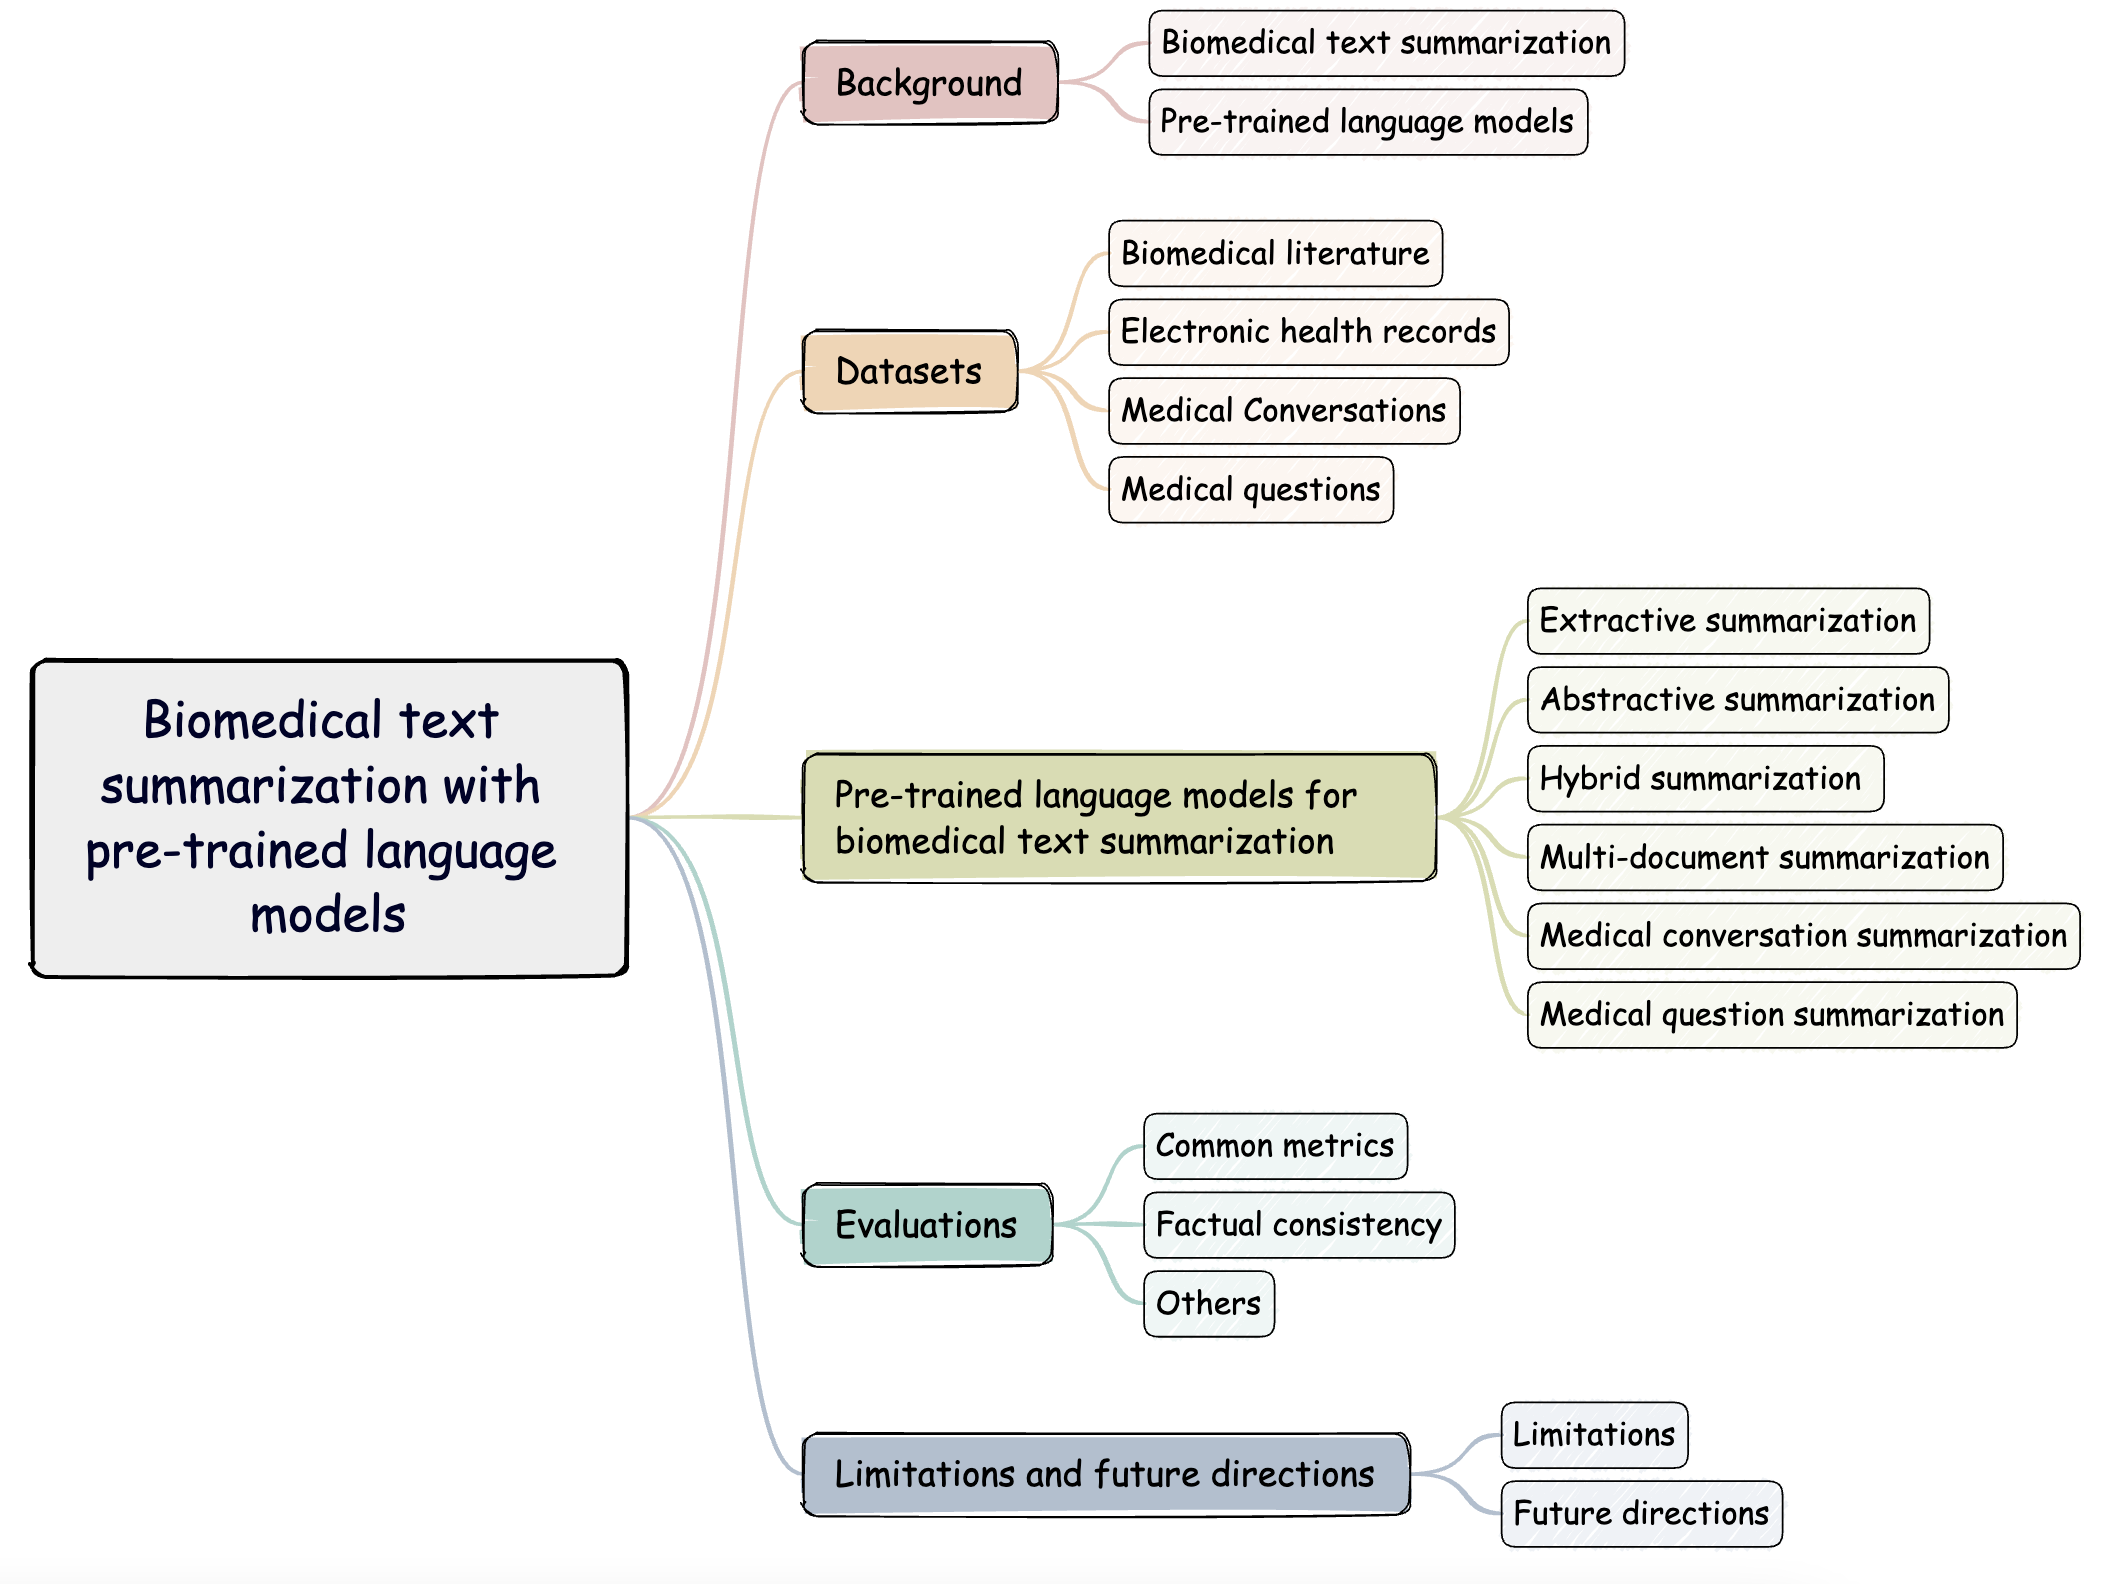 Biomedical text
summarization with
pre-trained language
models
Background
Biomedical text summarization
Pre-trained language models
Datasets
Biomedical literature
Electronic health records
Medical Conversations
Medical questions
Pre-trained language models for
biomedical text summarization
Extractive summarization
Abstractive summarization
Hybrid summarization
Multi-document summarization
Medical conversation summarization
Medical question summarization
Evaluations
Common metrics
Factual consistency
Others
Limitations and future directions
Limitations
Future directions